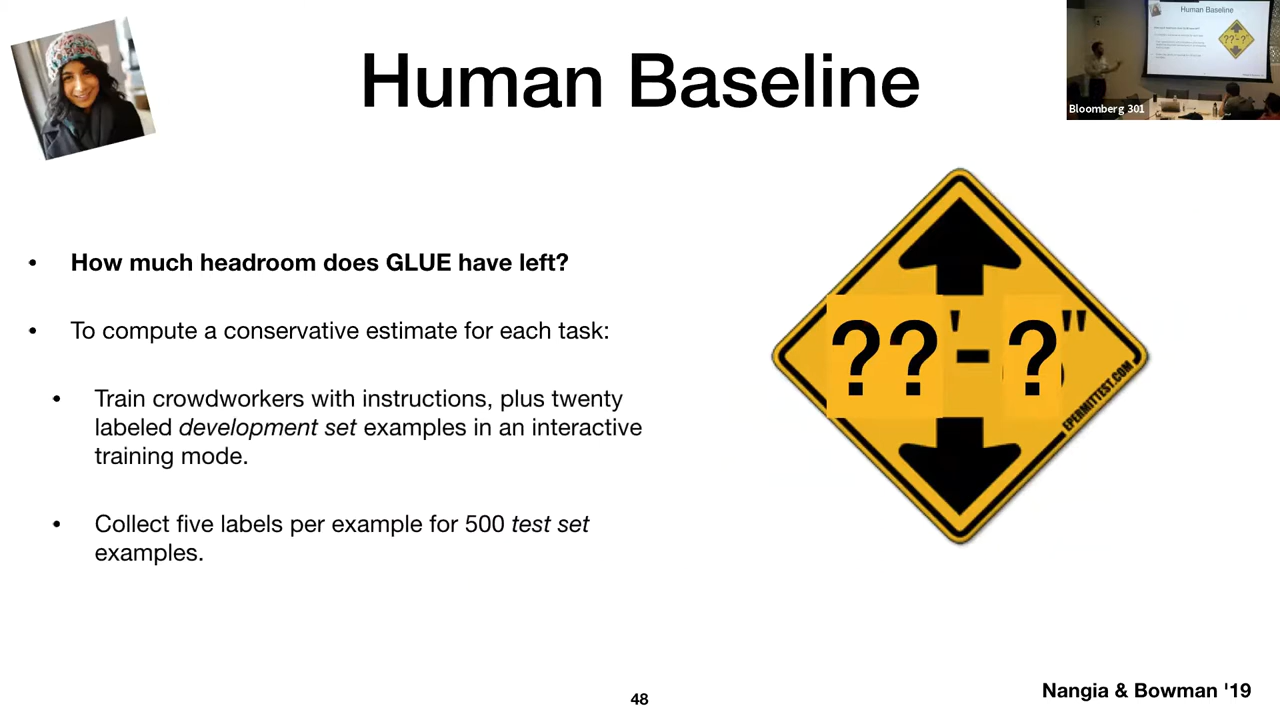 Human Baseline
Human Baseline
Bloomberg 301
• How much headroom does GLUE have left?
• To compute a conservative estimate for each task:
• Train crowdworkers with instructions, plus twenty
labeled development set examples in an interactive
training mode.
• Collect five labels per example for 500 test set
examples.
??'-?"
EPERMITTEST.COM
48
Nangia & Bowman '19